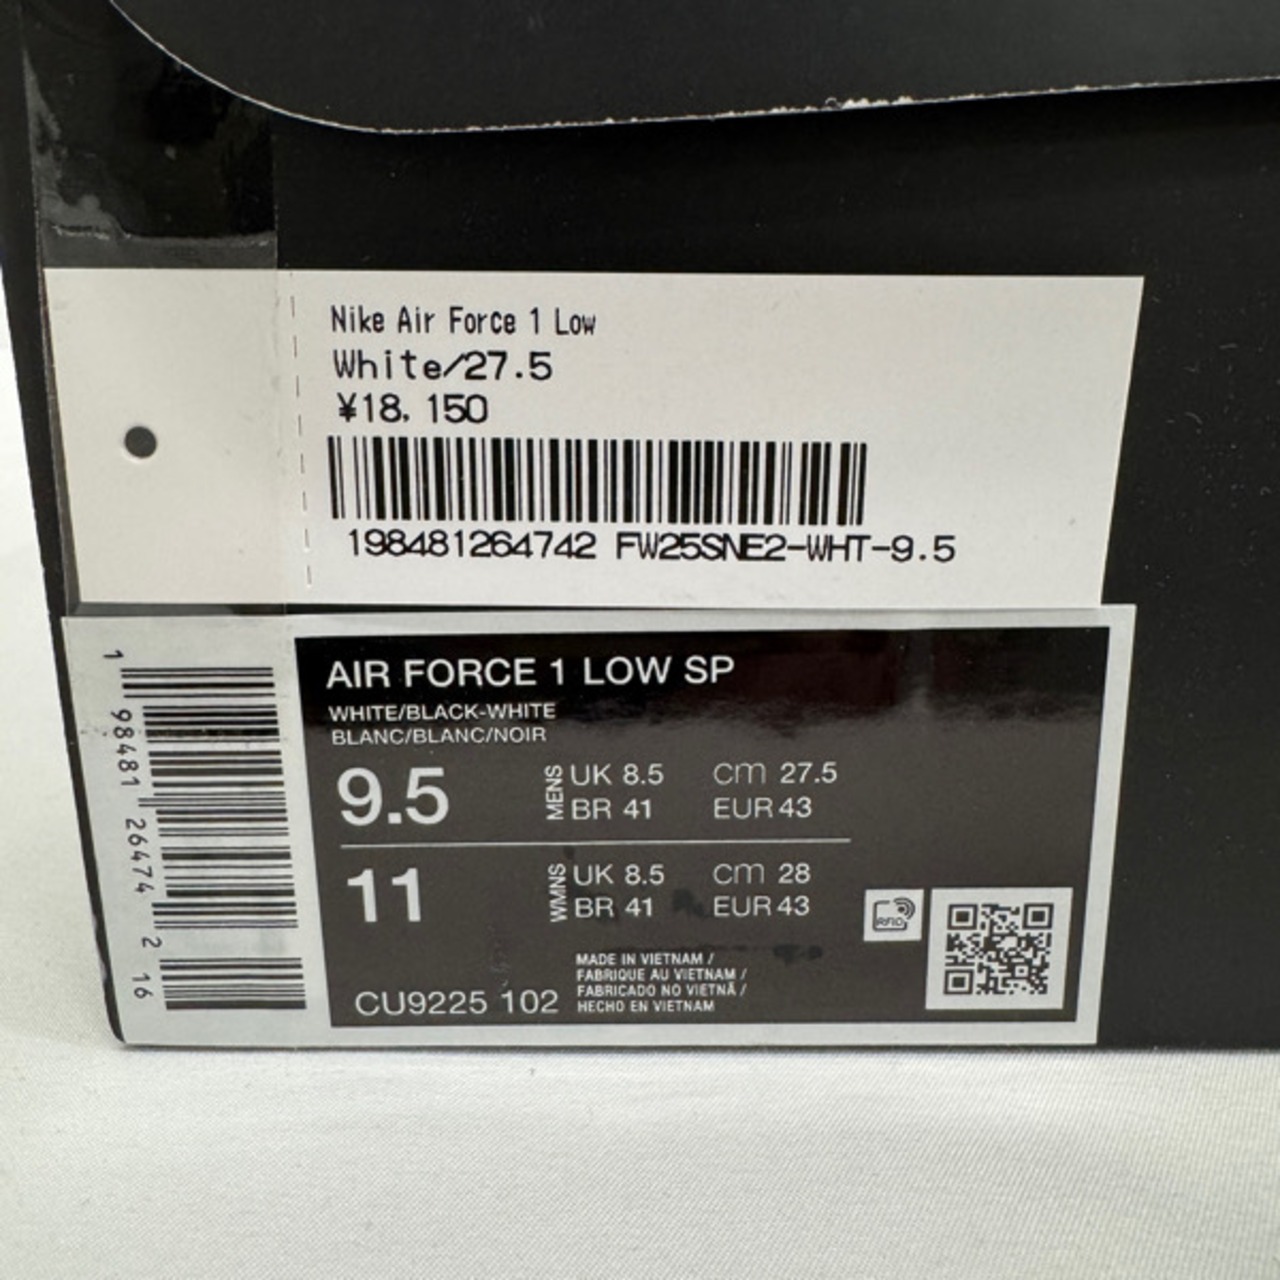 Nike Air Force 1 Low
White/27.5
¥18,150
198481264742 FW25SNE2-WHT-9.5
1 98481 26474 2 16
AIR FORCE 1 LOW SP
WHITE/BLACK-WHITE
BLANC/BLANC/NOIR
9.5 MENS UK 8.5 cm 27.5
BR 41 EUR 43
11 WMNS UK 8.5 cm 28
BR 41 EUR 43
RFID
MADE IN VIETNAM /
FABRIQUE AU VIETNAM /
FABRICADO NO VIETNÃ /
HECHO EN VIETNAM
CU9225 102